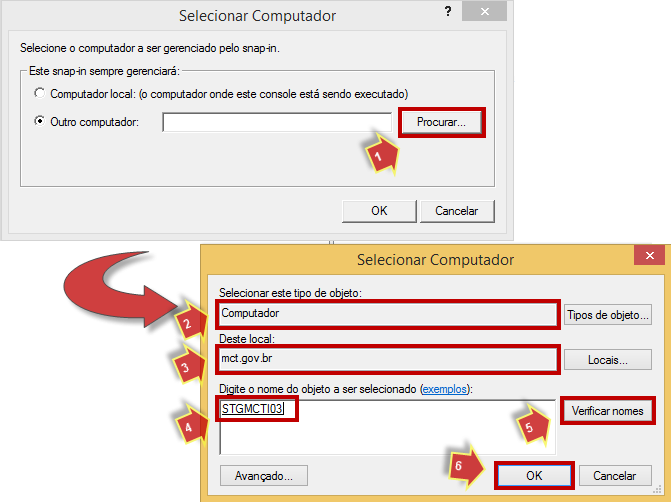 Selecionar Computador
?
Selecione o computador a ser gerenciado pelo snap-in.
Este snap-in sempre gerenciará:
Computador local: (o computador onde este console está sendo executado)
Outro computador:
Procurar...
1
OK
Cancelar
Selecionar Computador
Selecionar este tipo de objeto:
2
Computador
Tipos de objeto...
Deste local:
3
mct.gov.br
Locais...
Digite o nome do objeto a ser selecionado (exemplos):
4
STGMCTI03
5
Verificar nomes
Avançado...
6
OK
Cancelar